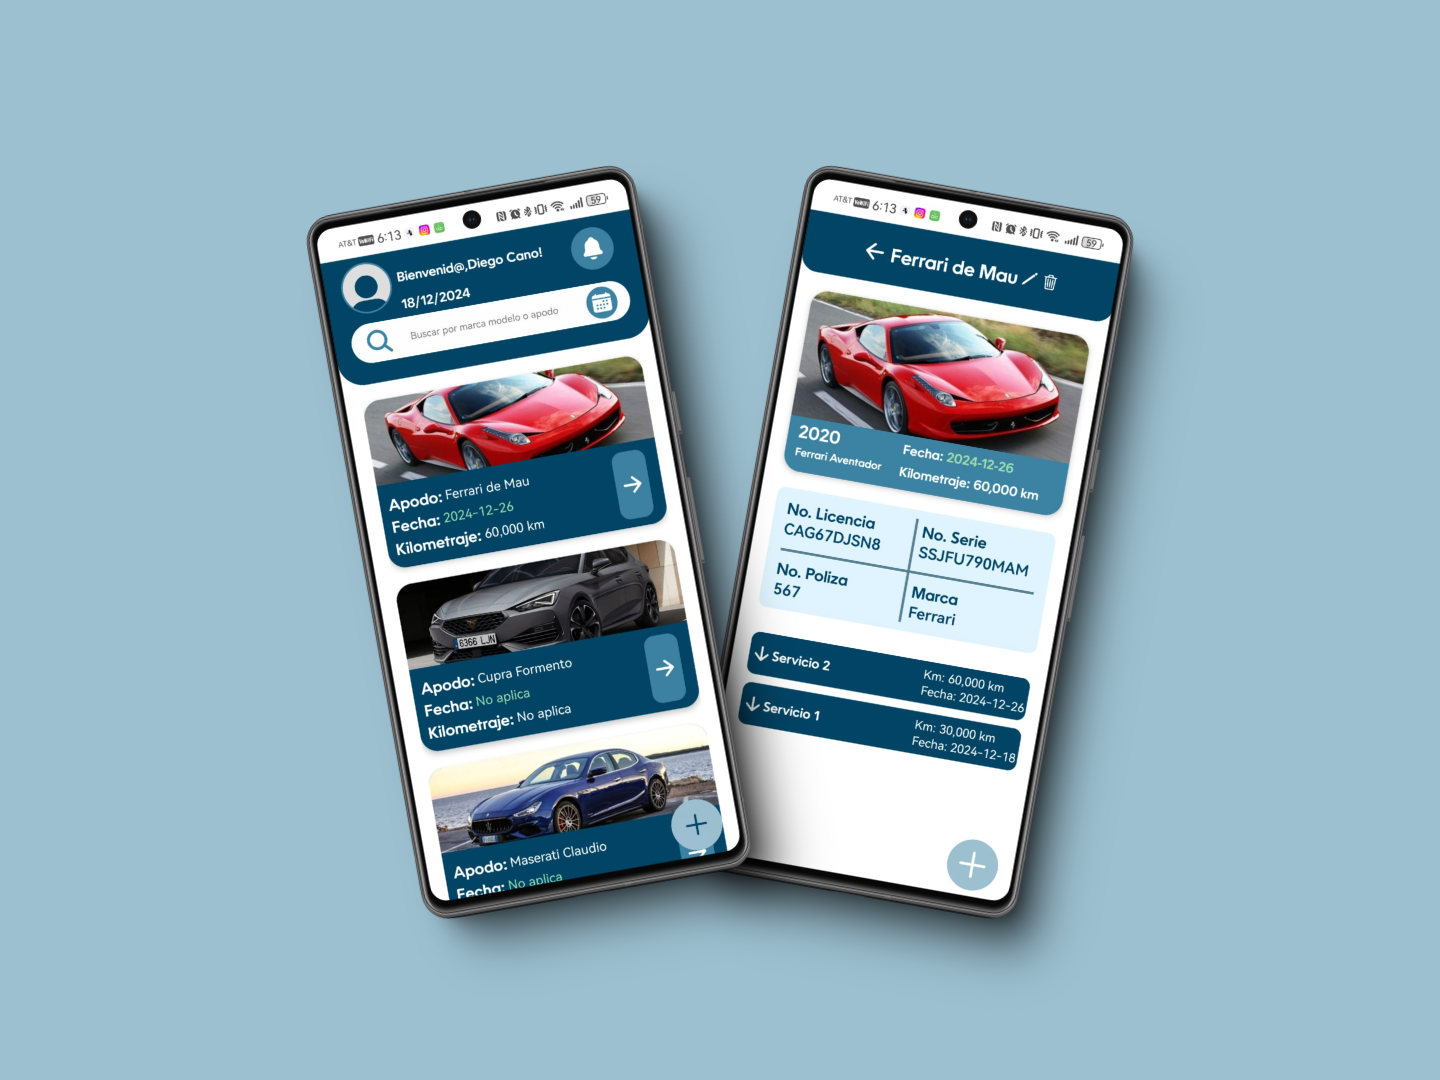 AT&T VoWiFi 6:13
59
Bienvenid@,Diego Cano!
18/12/2024
Buscar por marca modelo o apodo
Apodo: Ferrari de Mau
Fecha: 2024-12-26
Kilometraje: 60,000 km
6366 LJN
Apodo: Cupra Formento
Fecha: No aplica
Kilometraje: No aplica
Apodo: Maserati Claudio
Fecha: No aplica
AT&T VoWiFi 6:13
59
Ferrari de Mau
2020
Ferrari Aventador
Fecha: 2024-12-26
Kilometraje: 60,000 km
No. Licencia
CAG67DJSN8
No. Serie
SSJFU790MAM
No. Poliza
567
Marca
Ferrari
Servicio 2
Km: 60,000 km
Fecha: 2024-12-26
Servicio 1
Km: 30,000 km
Fecha: 2024-12-18